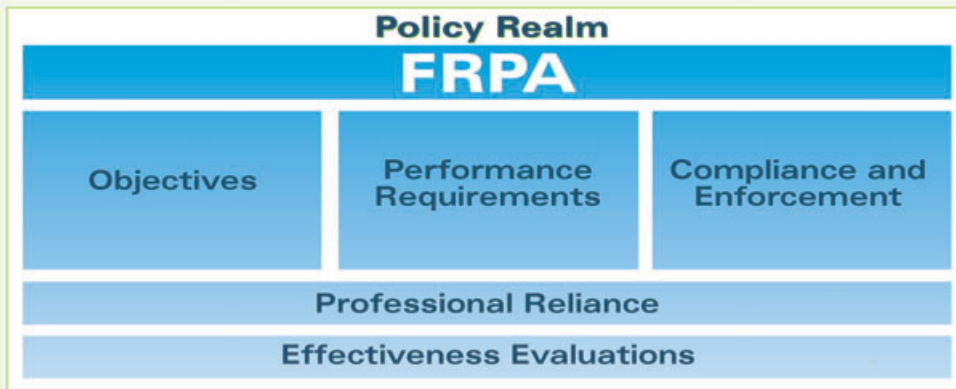 Policy Realm
FRPA
Objectives
Performance
Requirements
Compliance and
Enforcement
Professional Reliance
Effectiveness Evaluations